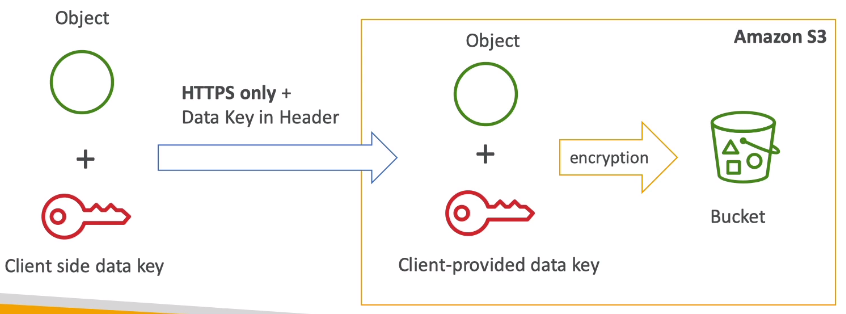 Object
Object
Amazon S3
HTTPS only +
Data Key in Header
+
+
encryption
Bucket
Client side data key
Client-provided data key